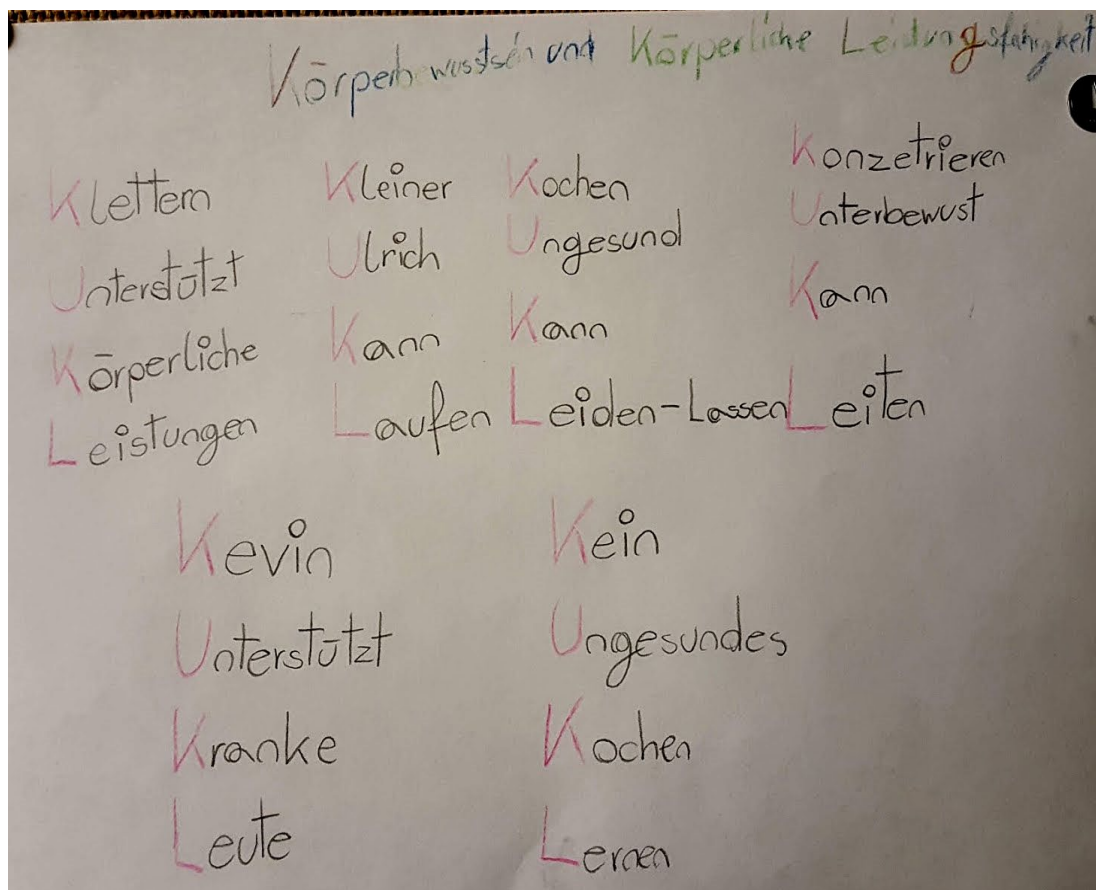 Körperbewusstsein und Körperliche Leistungsfähigkeit
Klettern
Unterstützt
Körperliche
Leistungen
Kleiner
Ulrich
Kann
Laufen
Kochen
Ungesund
Kann
Leiden-Lassen
Konzetrieren
Unterbewust
Kann
Leiten
Kevin
Unterstützt
Kranke
Leute
Kein
Ungesundes
Kochen
Lernen